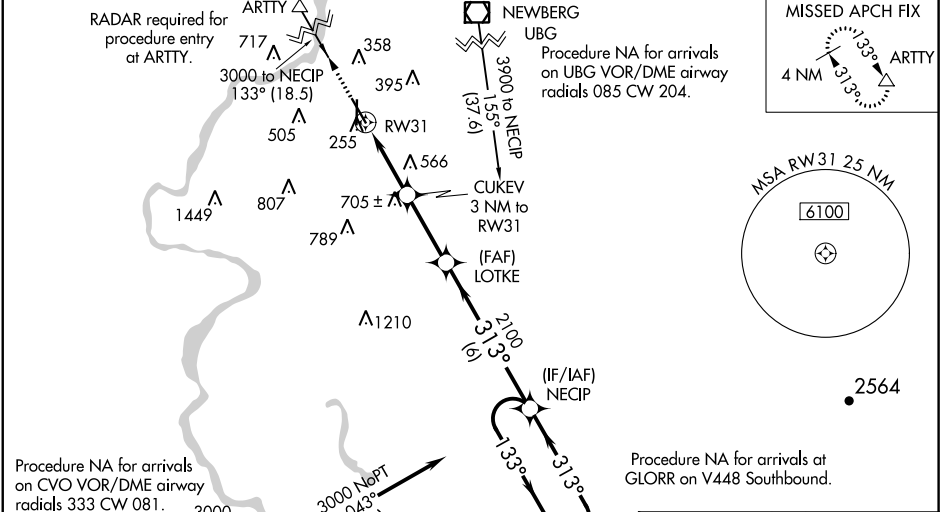 ARTTY
RADAR required for
procedure entry
at ARTTY.
NEWBERG
UBG
Procedure NA for arrivals
on UBG VOR/DME airway
radials 085 CW 204.
MISSED APCH FIX
133°
ARTTY
4 NM
313°
717
358
3000 to NECIP
133° (18.5)
395
3900 to NECIP
155°
(37.6)
505
255
RW31
566
CUKEV
3 NM to
RW31
MSA RW31 25 NM
6100
1449
807
705 ±
789
(FAF)
LOTKE
1210
2100
313°
(6)
(IF/IAF)
NECIP
2564
133°
313°
Procedure NA for arrivals
on CVO VOR/DME airway
radials 333 CW 081.
3000
3000 NoPT
043°
Procedure NA for arrivals at
GLORR on V448 Southbound.